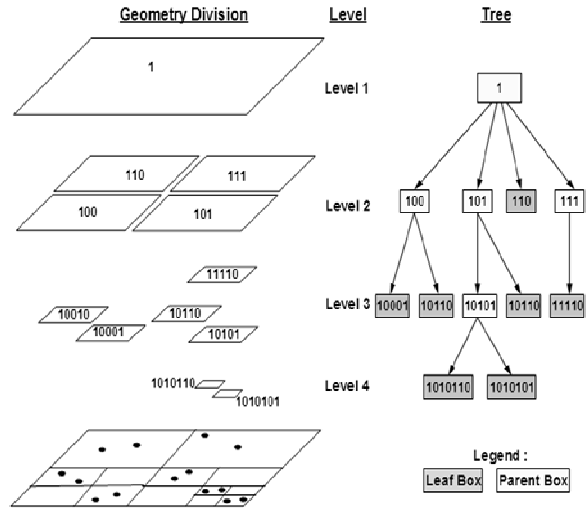 Geometry Division Level Tree
1
Level 1
1
110 111
100 101
Level 2
100 101 110 111
11110
10010 10110
10001 10101
Level 3
10001 10110 10101 10110 11110
1010110
1010101
Level 4
1010110 1010101
Legend :
Leaf Box Parent Box